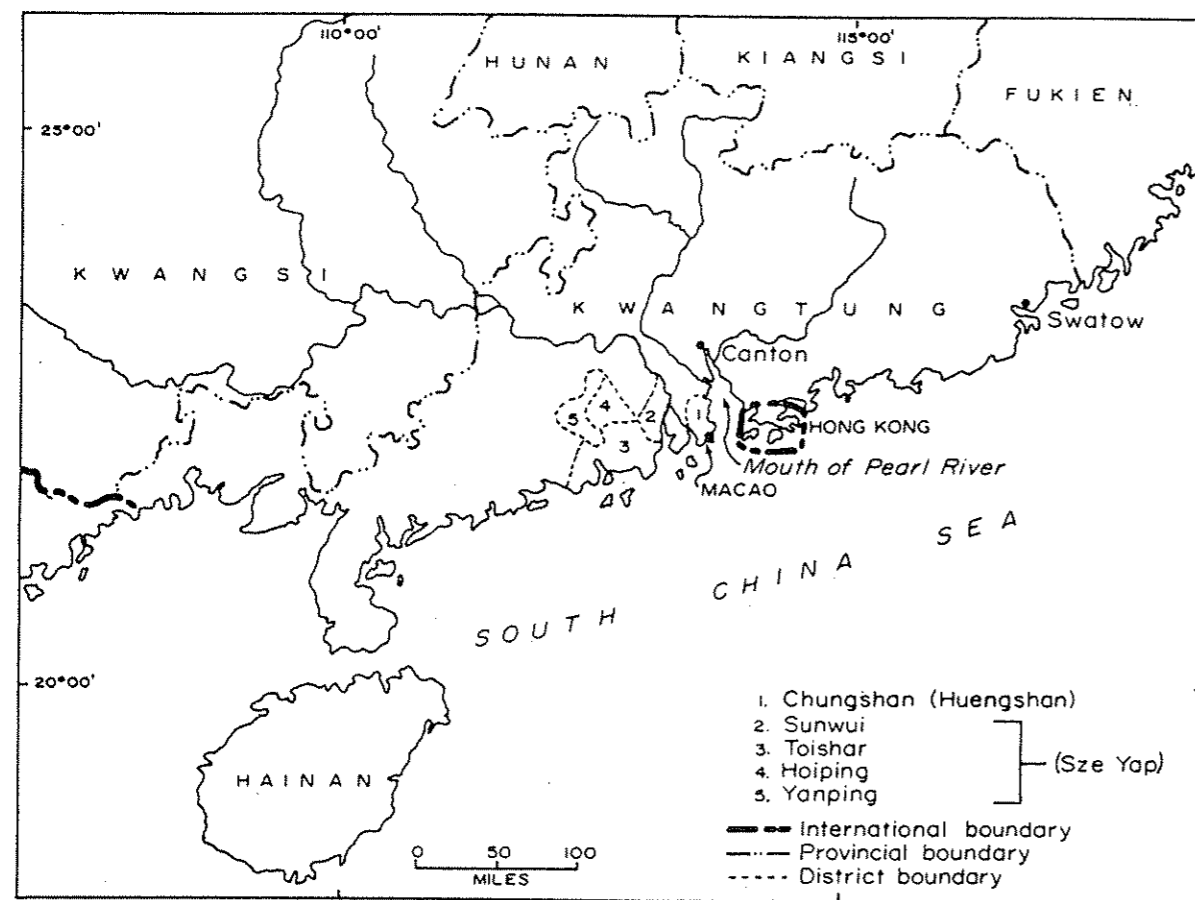 110°00'
115°00'
HUNAN
KIANGSI
FUKIEN
25°00'
KWANGSI
KWANGTUNG
Swatow
Canton
5
4
2
1
3
HONG KONG
Mouth of Pearl River
MACAO
SOUTH CHINA SEA
20°00'
HAINAN
1. Chungshan (Huengshan)
2. Sunwui
3. Toishar
4. Hoiping
5. Yanping
(Sze Yap)
International boundary
Provincial boundary
District boundary
0 50 100
MILES